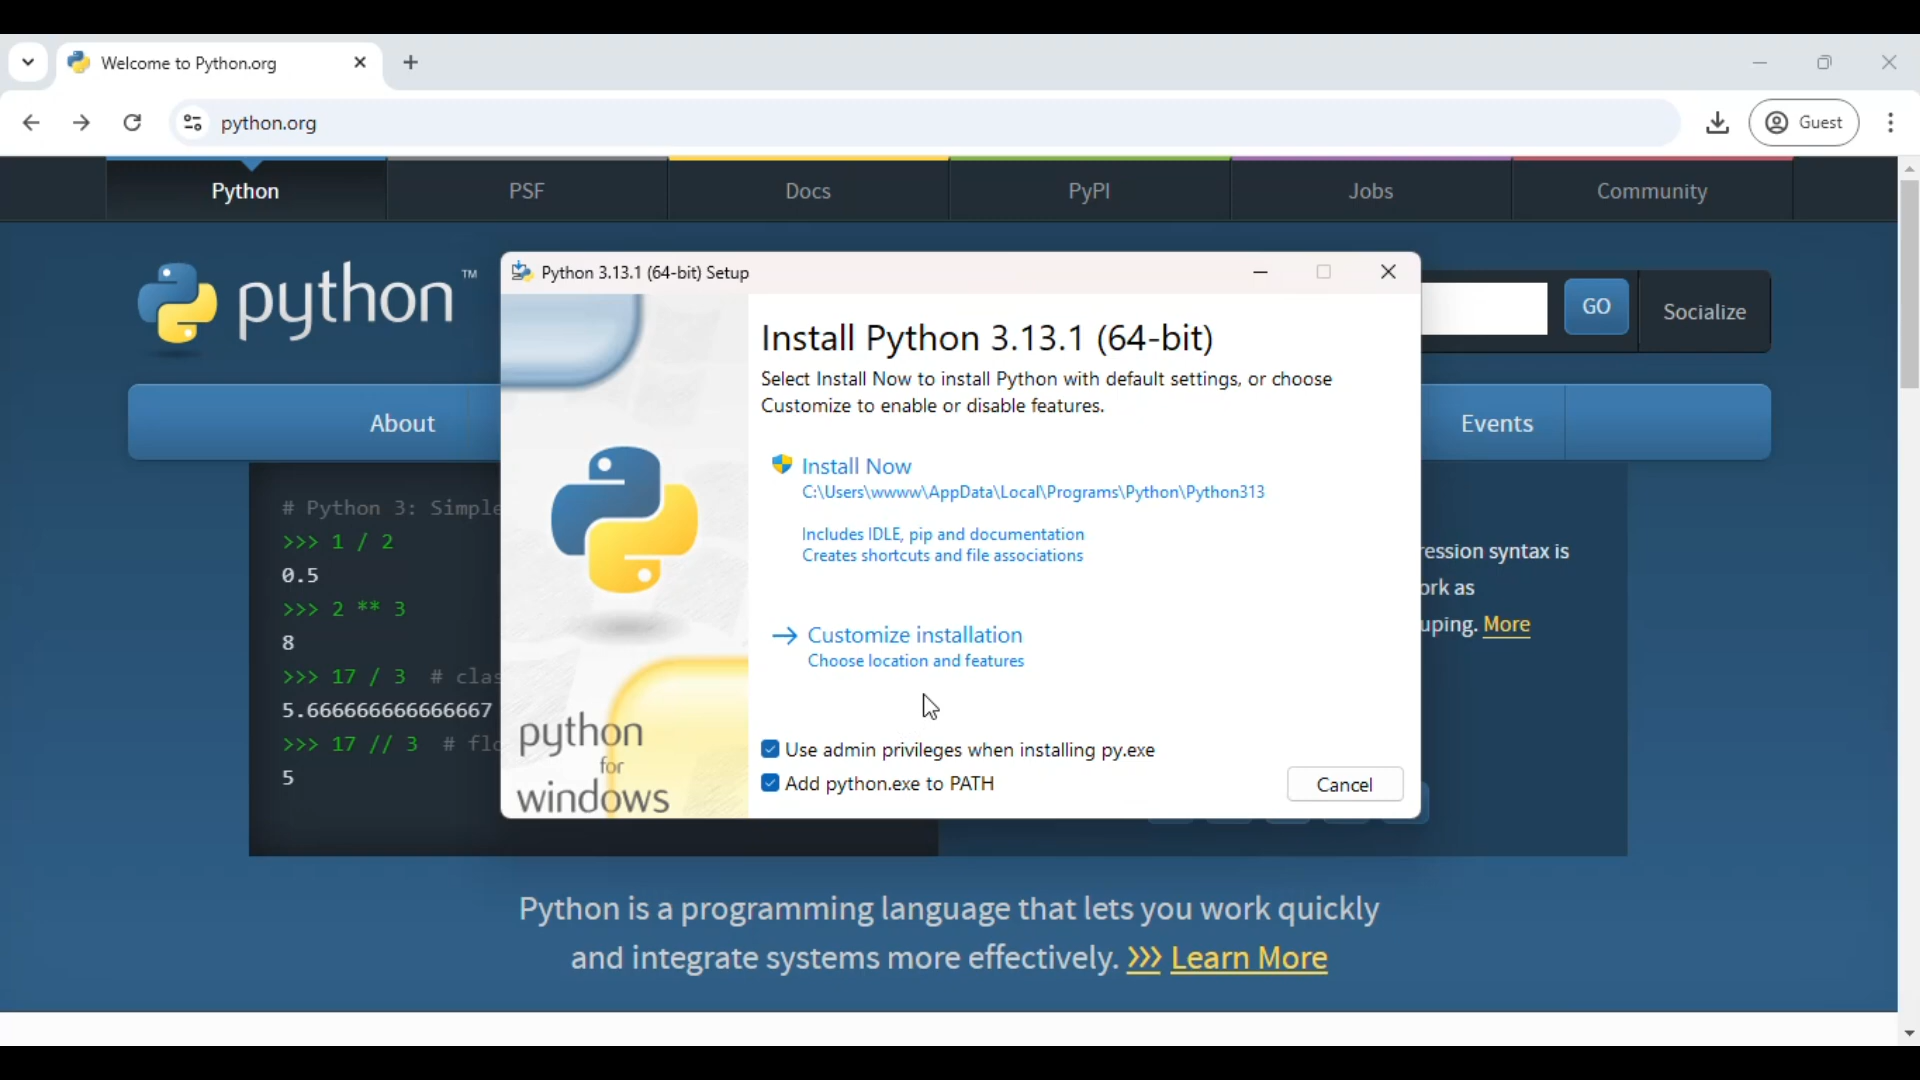 Welcome to Python.org
python.org
Guest
Python
PSF
Docs
PyPI
Jobs
Community
python™
GO
Socialize
About
Events
# Python 3: Simple
>>> 1 / 2
0.5
>>> 2 ** 3
8
>>> 17 / 3 # clas
5.666666666666667
>>> 17 // 3 # flo
5
ression syntax is
ork as
uping. More
Python 3.13.1 (64-bit) Setup
Install Python 3.13.1 (64-bit)
Select Install Now to install Python with default settings, or choose
Customize to enable or disable features.
Install Now
C:\Users\wwww\AppData\Local\Programs\Python\Python313
Includes IDLE, pip and documentation
Creates shortcuts and file associations
Customize installation
Choose location and features
Use admin privileges when installing py.exe
Add python.exe to PATH
Cancel
python
for
windows
Python is a programming language that lets you work quickly
and integrate systems more effectively. >>> Learn More